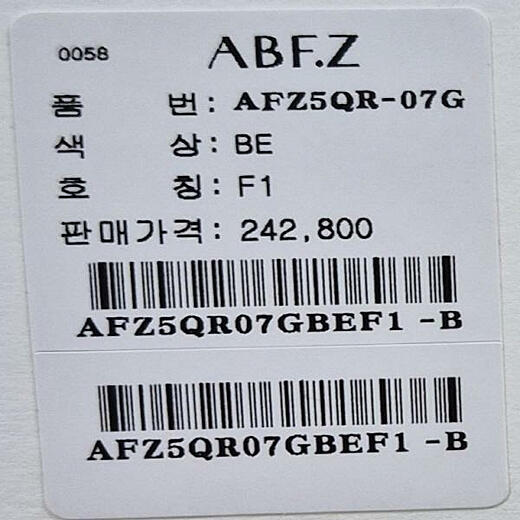 0058 ABF.Z
품 번: AFZ5QR-07G
색 상: BE
호 칭: F1
판매가격: 242,800
AFZ5QR07GBEF1 -B
AFZ5QR07GBEF1 -B